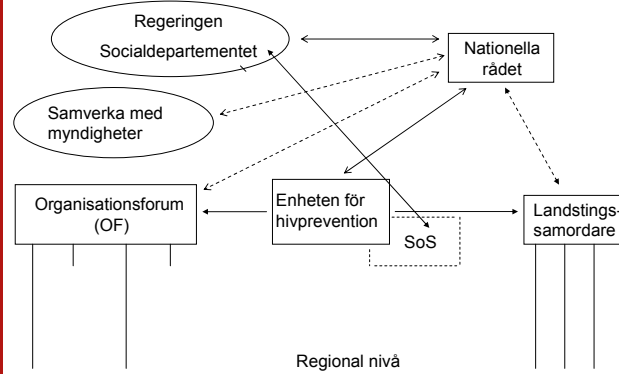 Regeringen
Socialdepartementet
Nationella
rådet
Samverka med
myndigheter
Organisationsforum
(OF)
Enheten för
hivprevention
SoS
Landstings-
samordare
Regional nivå